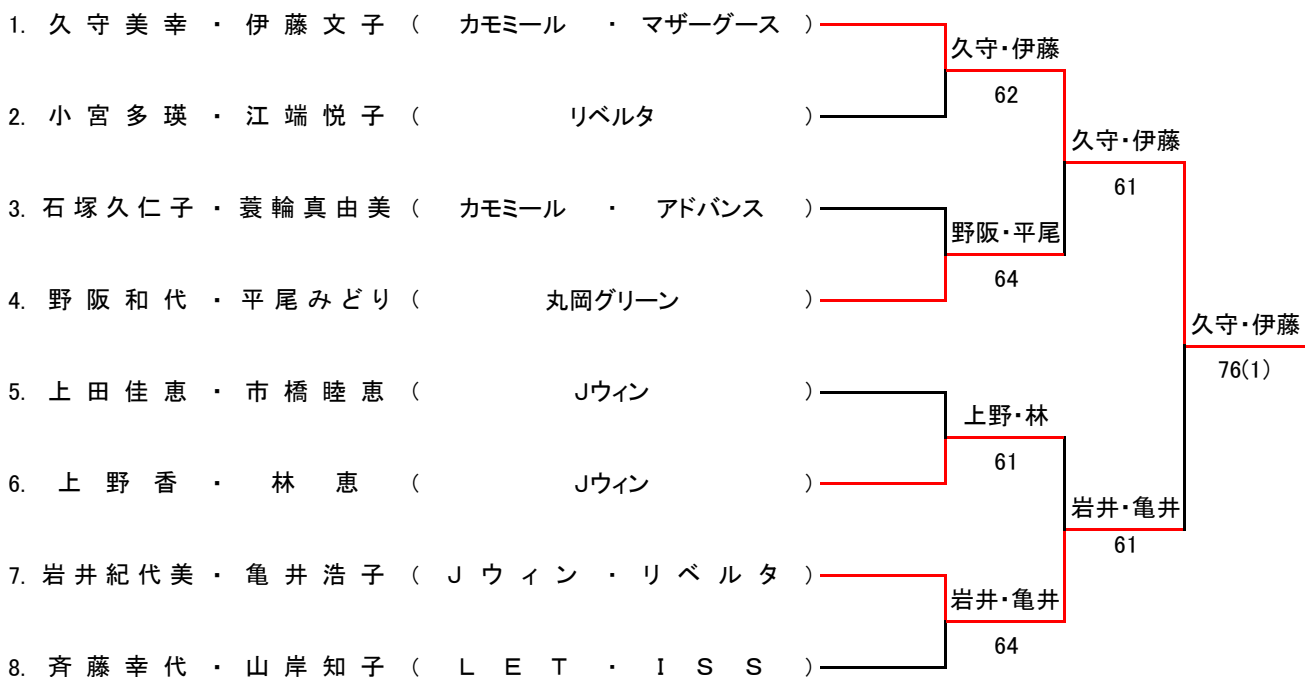 1. 久守美幸・伊藤文子（ カモミール ・ マザーグース ）
久守・伊藤
62
2. 小宮多瑛・江端悦子（ リベルタ ）
久守・伊藤
61
3. 石塚久仁子・蓑輪真由美（ カモミール ・ アドバンス ）
野阪・平尾
64
4. 野阪和代・平尾みどり（ 丸岡グリーン ）
久守・伊藤
76(1)
5. 上田佳恵・市橋睦恵（ Jウィン ）
上野・林
61
6. 上野香・林恵（ Jウィン ）
岩井・亀井
61
7. 岩井紀代美・亀井浩子（ Jウィン・リベルタ ）
岩井・亀井
64
8. 斉藤幸代・山岸知子（ LET・ISS ）